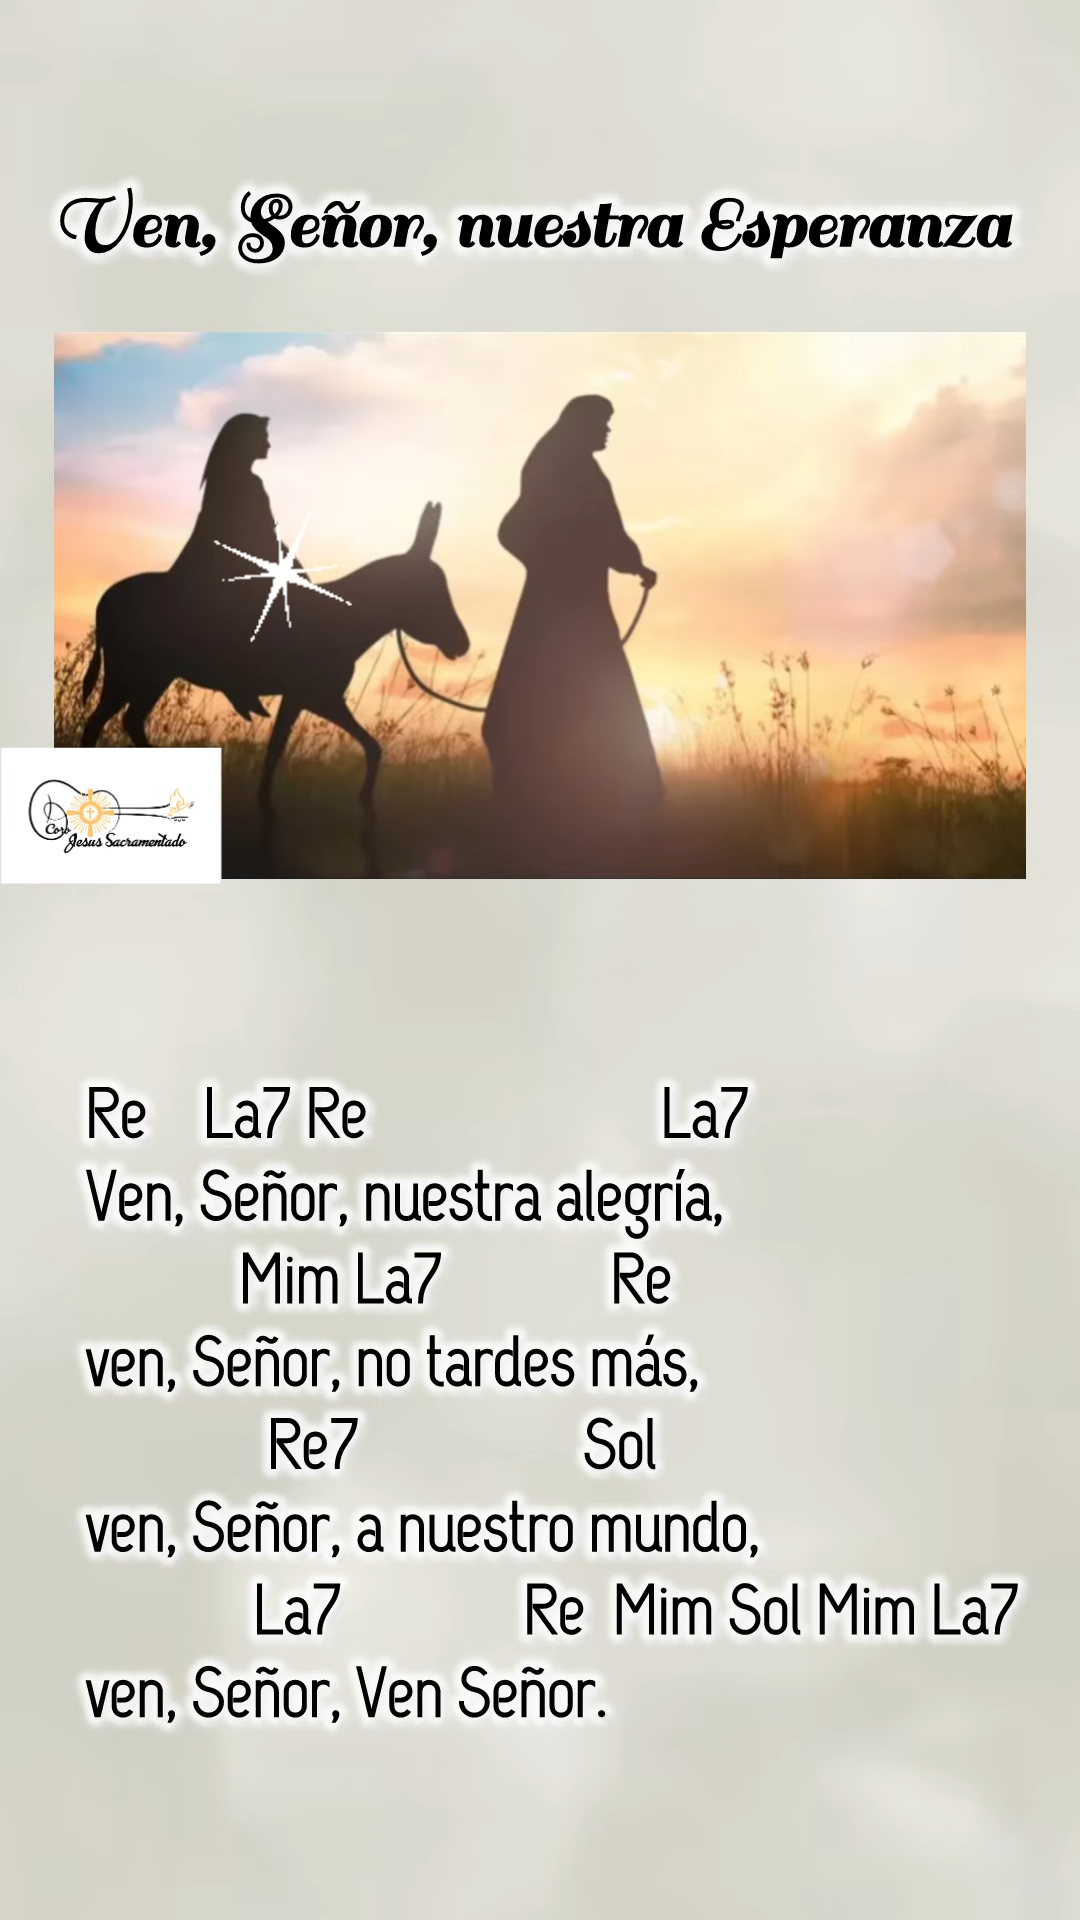 Ven, Señor, nuestra Esperanza
Coro
Jesus Sacramentado
Re La7 Re La7
Ven, Señor, nuestra alegría,
Mim La7 Re
ven, Señor, no tardes más,
Re7 Sol
ven, Señor, a nuestro mundo,
La7 Re Mim Sol Mim La7
ven, Señor, Ven Señor.